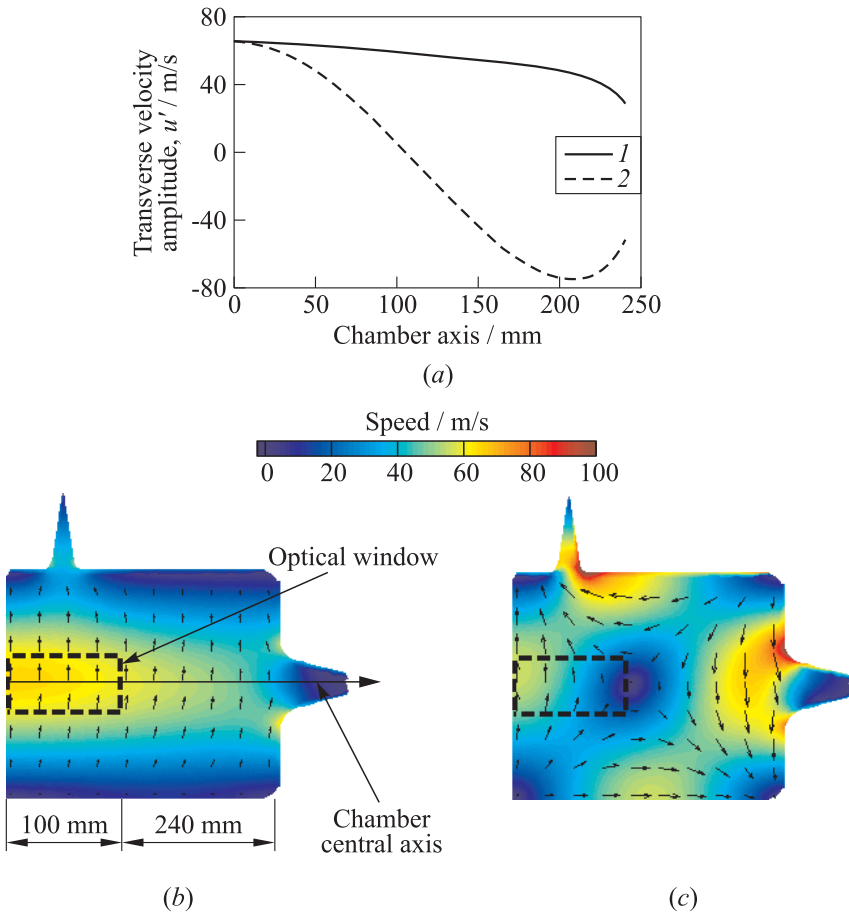 80
40
0
-40
-80
Transverse velocity
amplitude, u' / m/s
1
2
0 50 100 150 200 250
Chamber axis / mm
(a)
Speed / m/s
0 20 40 60 80 100
Optical window
100 mm
240 mm
Chamber
central axis
(b)
(c)